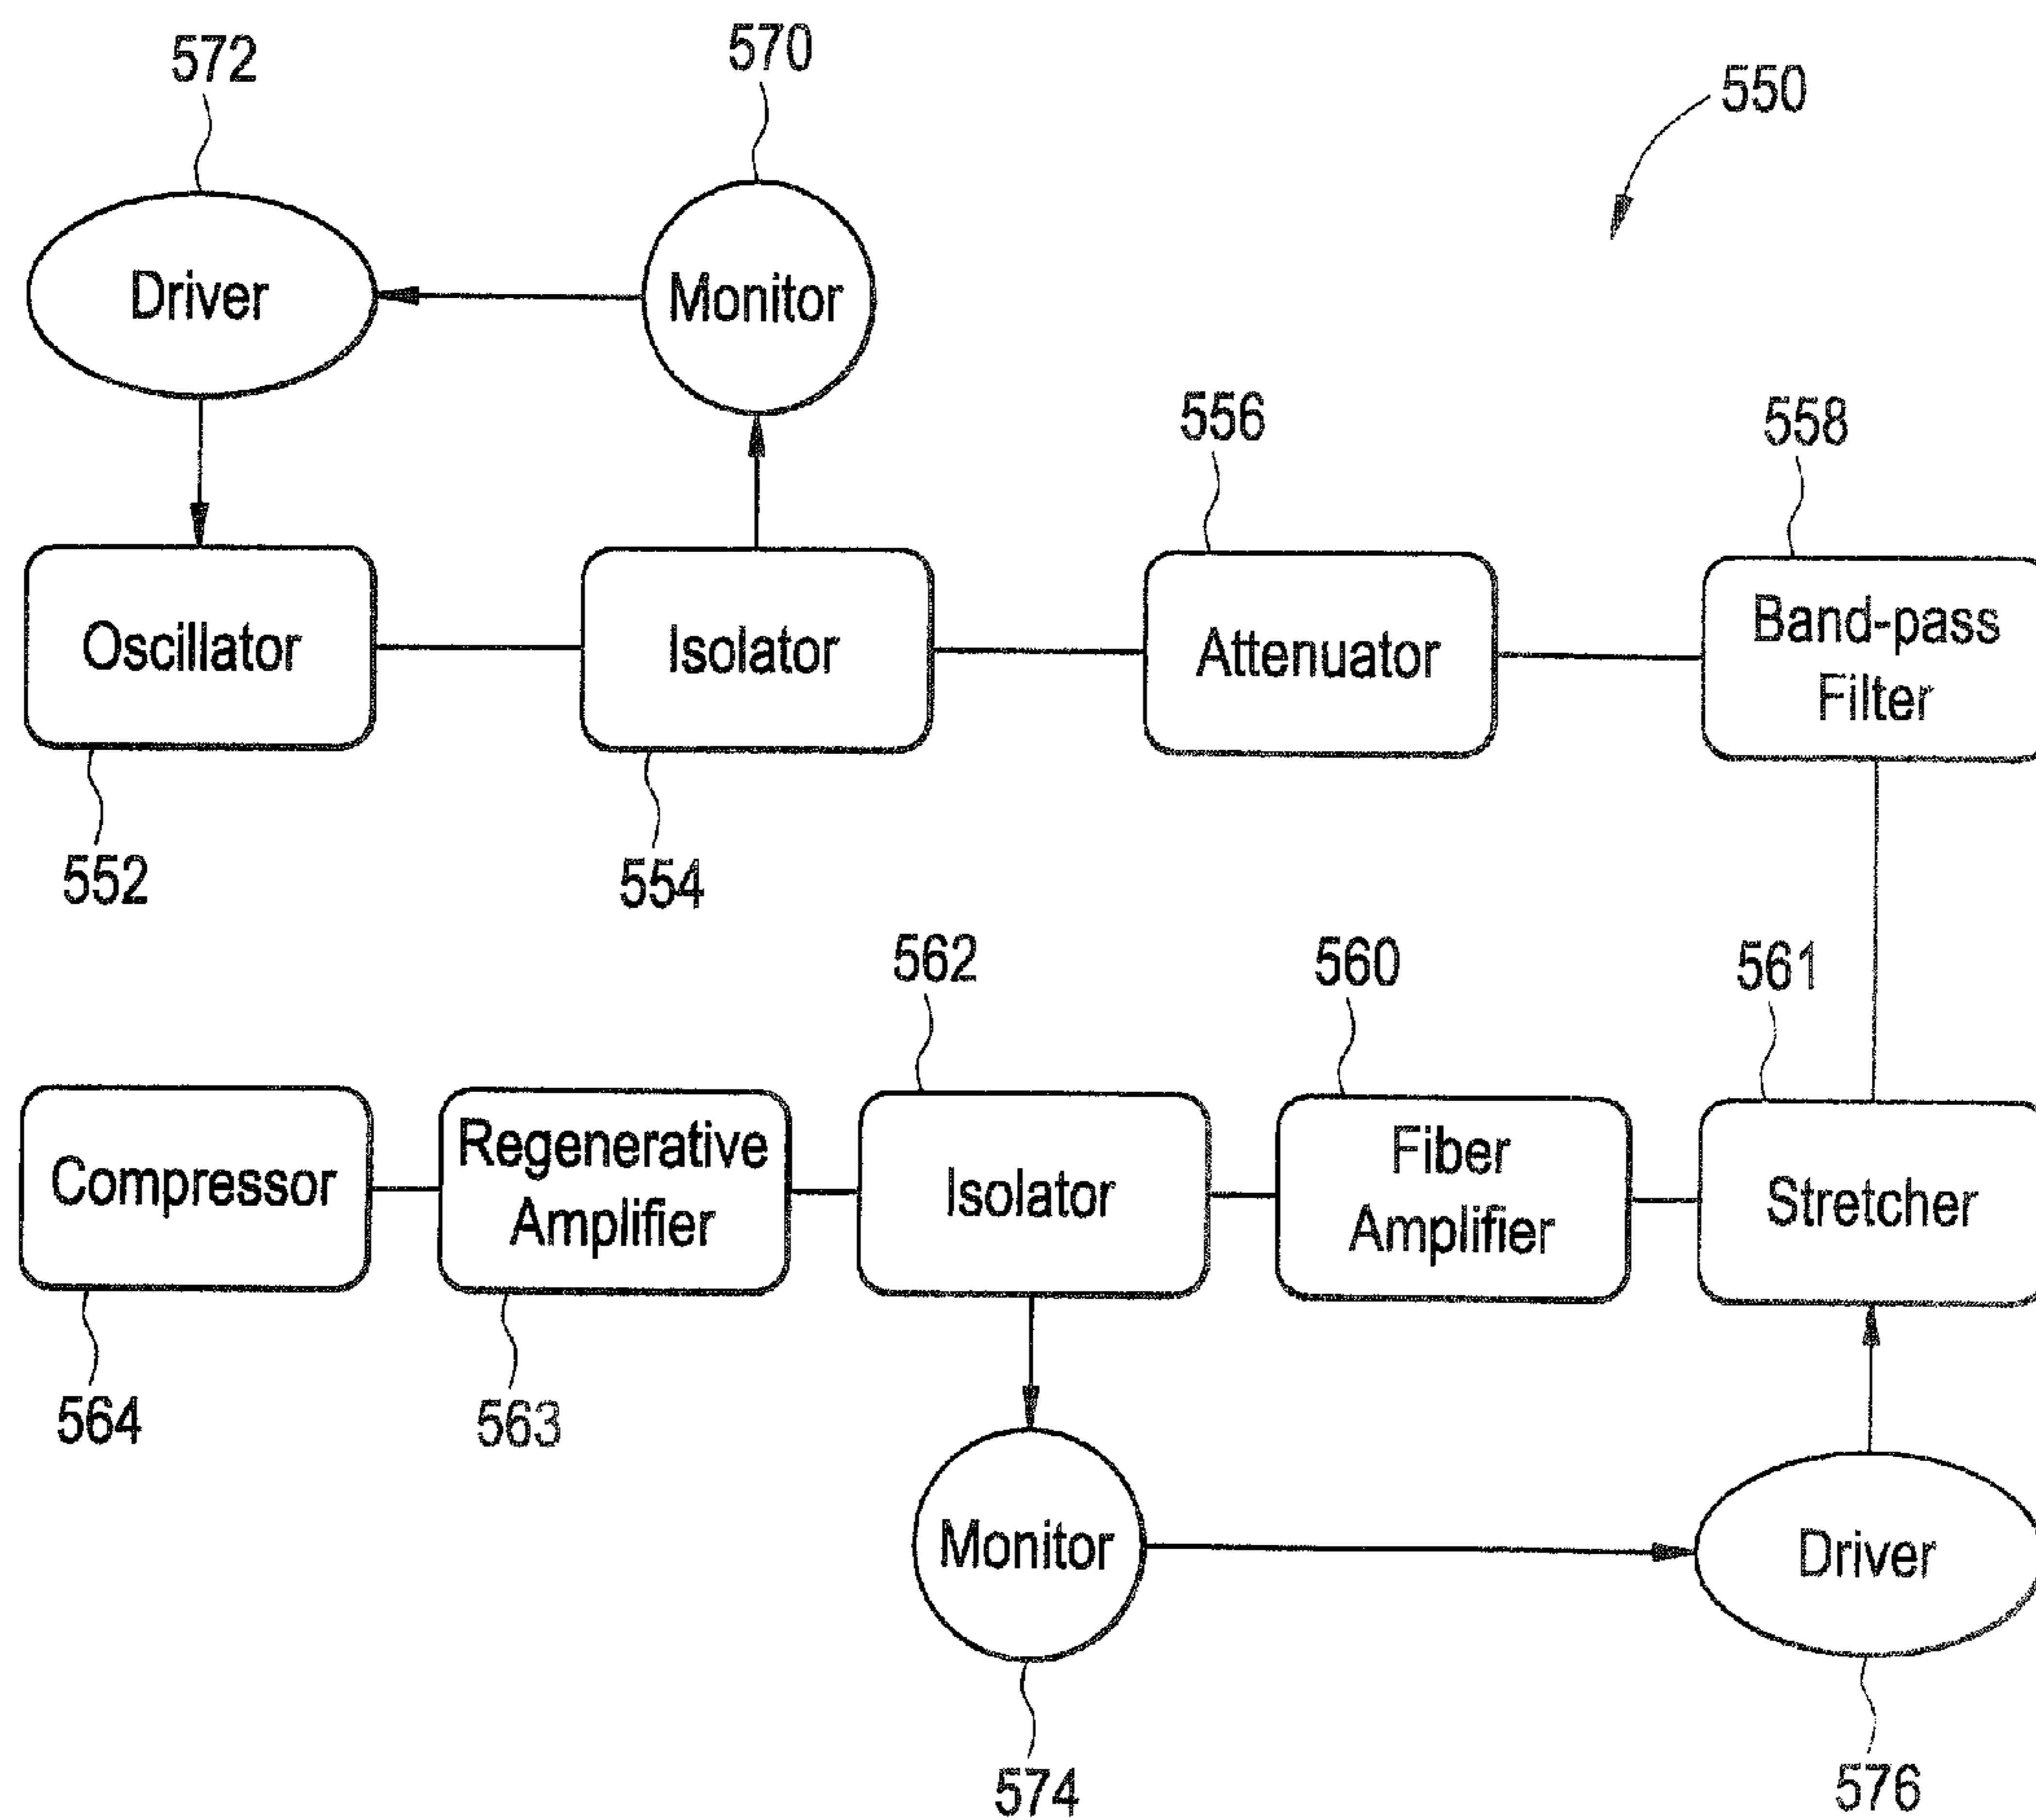 572
570
550
Driver
Monitor
556
558
Oscillator
Isolator
Attenuator
Band-pass
Filter
552
554
562
560
561
Compressor
Regenerative
Amplifier
Isolator
Fiber
Amplifier
Stretcher
564
563
Monitor
Driver
574
576